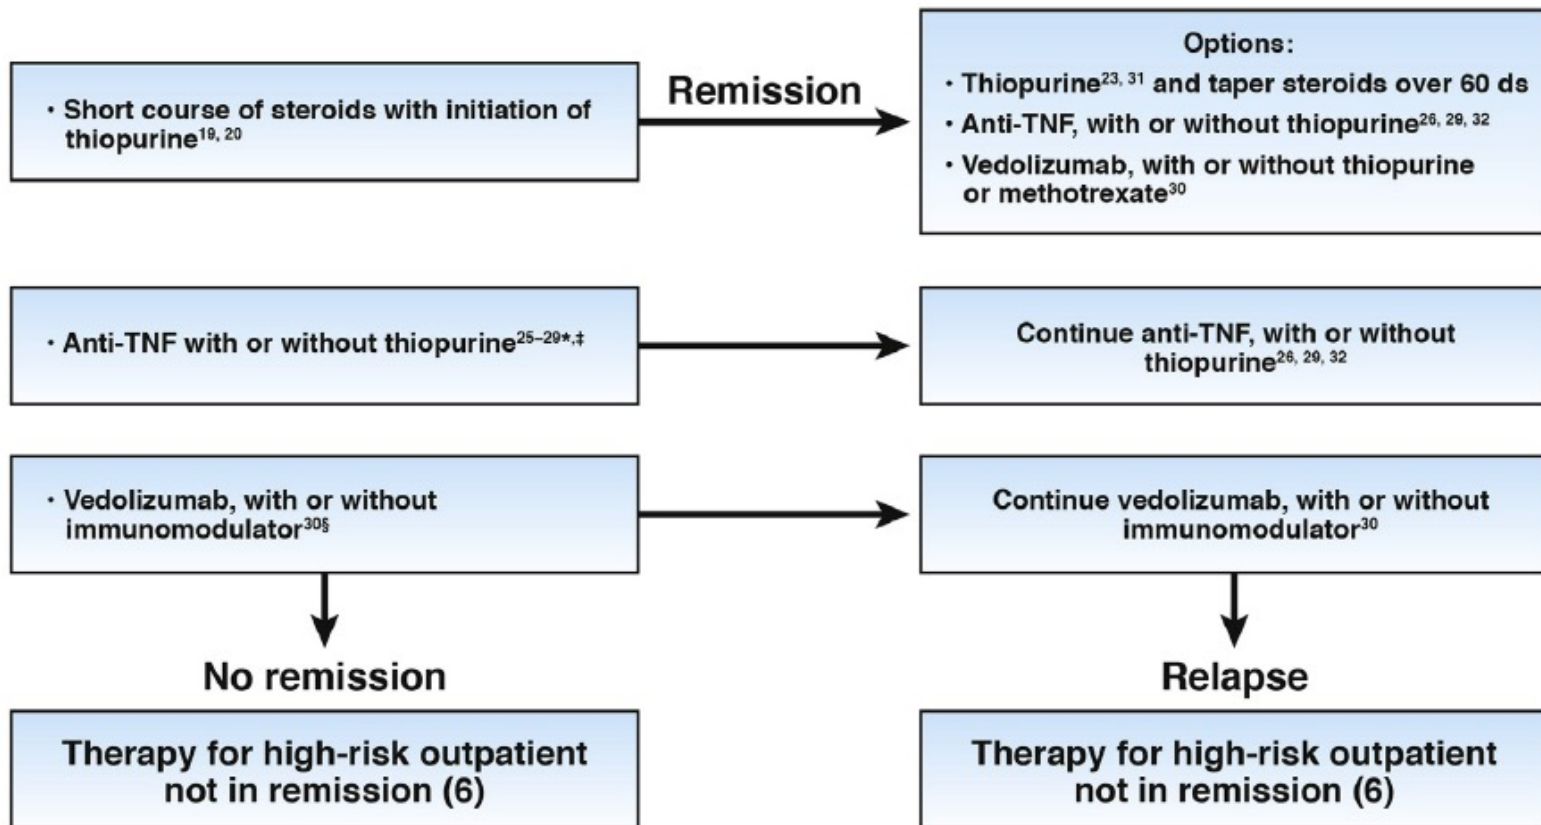 · Short course of steroids with initiation of
thiopurine19, 20
Remission
Options:
· Thiopurine23, 31 and taper steroids over 60 ds
· Anti-TNF, with or without thiopurine26, 29, 32
· Vedolizumab, with or without thiopurine
or methotrexate30
· Anti-TNF with or without thiopurine25–29*,‡
Continue anti-TNF, with or without
thiopurine26, 29, 32
· Vedolizumab, with or without
immunomodulator30§
Continue vedolizumab, with or without
immunomodulator30
No remission
Relapse
Therapy for high-risk outpatient
not in remission (6)
Therapy for high-risk outpatient
not in remission (6)